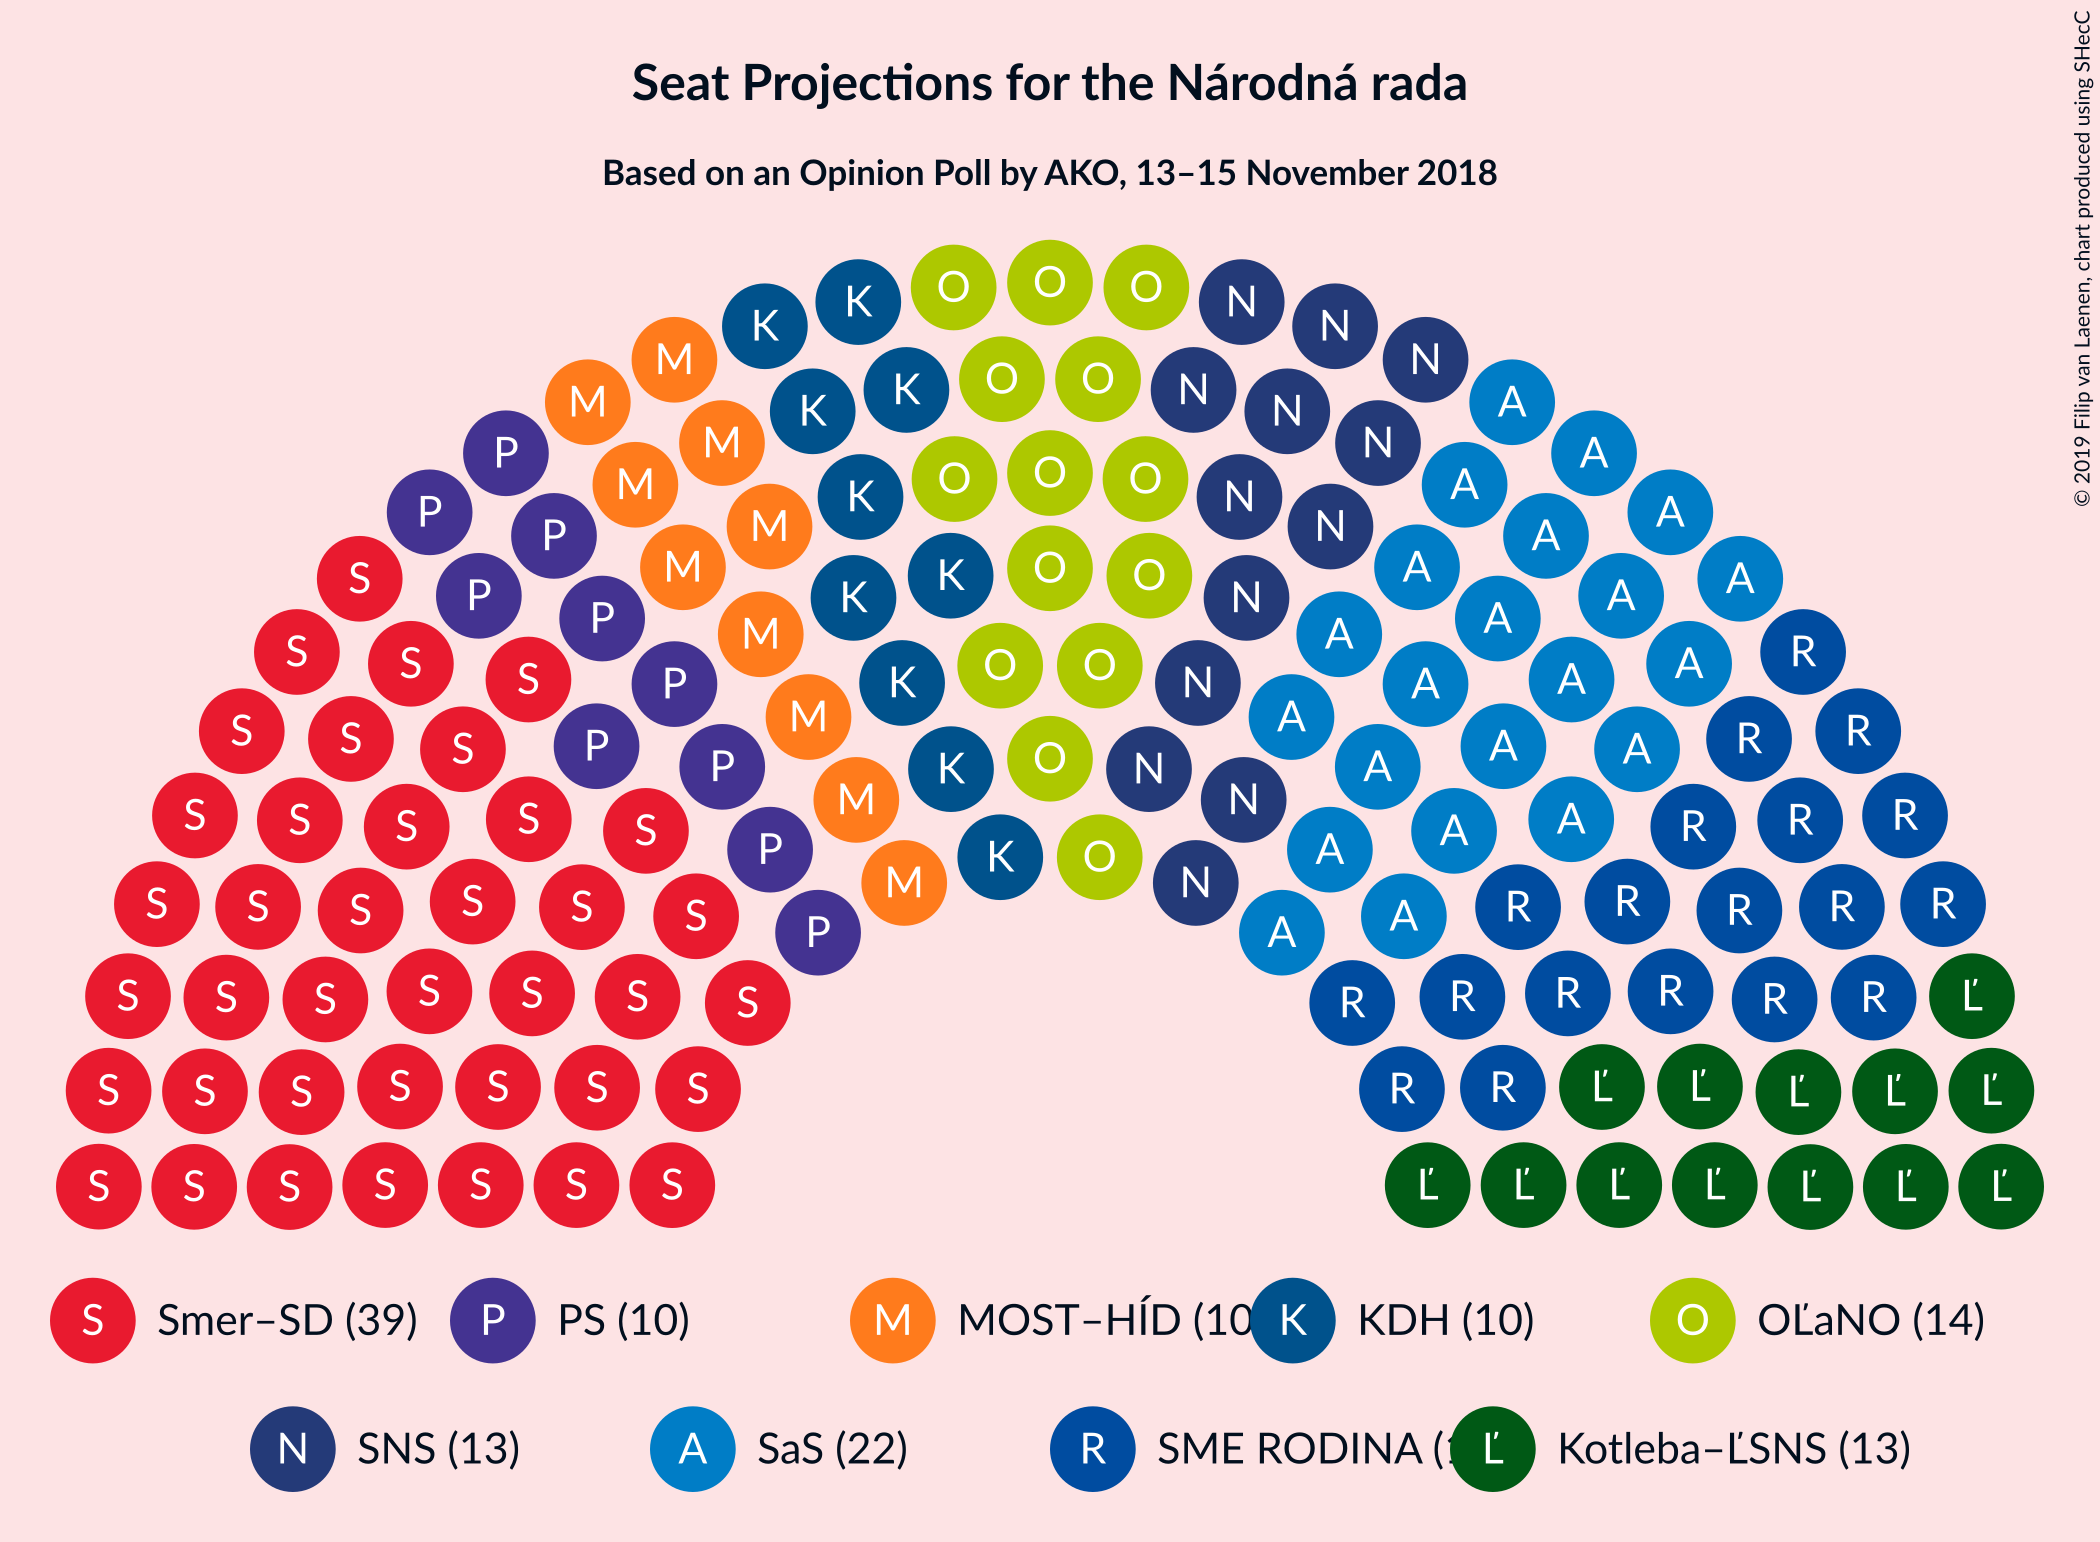 Seat Projections for the Národná rada
Based on an Opinion Poll by AKO, 13–15 November 2018
© 2019 Filip van Laenen, chart produced using SHecC
K O O O N
K N
M K O O N N
M K N A
P M N A
M K O O O N A
P P M N A A
S P M K K O O N A A A
P M A A
S S S P K O O N A A A R
S S S P P M K O N A A A A R R
S S S S S P M N A A A R R R
S S S S S S P M K O N A A R R R R R
S S S S S S S R R R R R R Ľ
S S S S S S S R R Ľ Ľ Ľ Ľ Ľ
S S S S S S S Ľ Ľ Ľ Ľ Ľ Ľ Ľ
S Smer–SD (39) P PS (10) M MOST–HÍD (10 K KDH (10) O OĽaNO (14)
N SNS (13) A SaS (22) R SME RODINA Ľ Kotleba–ĽSNS (13)